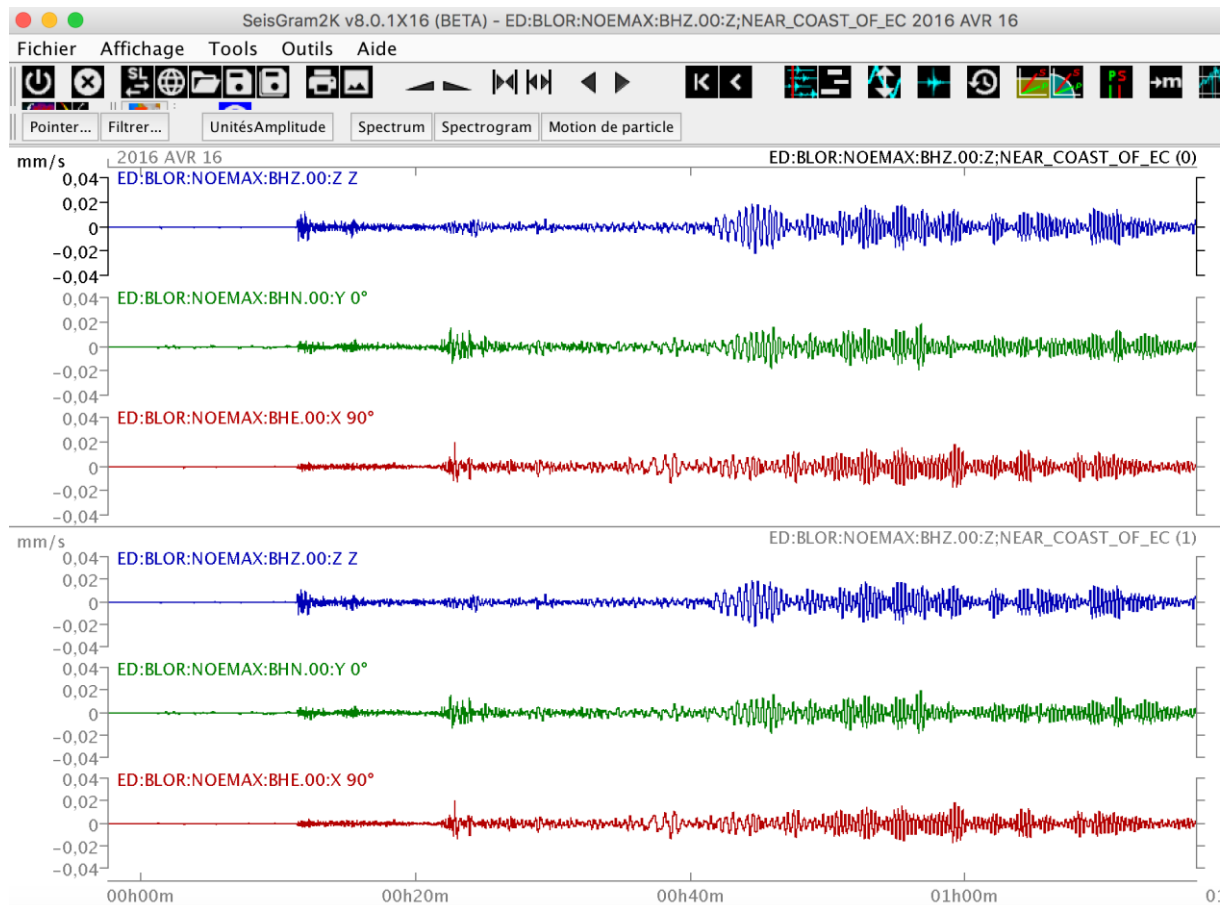 SeisGram2K v8.0.1X16 (BETA) - ED:BLOR:NOEMAX:BHZ.00:Z;NEAR_COAST_OF_EC 2016 AVR 16
Fichier Affichage Tools Outils Aide
SL
P S
→m
Pointer... Filtrer... UnitésAmplitude Spectrum Spectrogram Motion de particle
mm/s 2016 AVR 16 ED:BLOR:NOEMAX:BHZ.00:Z;NEAR_COAST_OF_EC (0)
0,04 ED:BLOR:NOEMAX:BHZ.00:Z Z
0,02
0
−0,02
−0,04
0,04 ED:BLOR:NOEMAX:BHN.00:Y 0°
0,02
0
−0,02
−0,04
0,04 ED:BLOR:NOEMAX:BHE.00:X 90°
0,02
0
−0,02
−0,04
mm/s ED:BLOR:NOEMAX:BHZ.00:Z;NEAR_COAST_OF_EC (1)
0,04 ED:BLOR:NOEMAX:BHZ.00:Z Z
0,02
0
−0,02
−0,04
0,04 ED:BLOR:NOEMAX:BHN.00:Y 0°
0,02
0
−0,02
−0,04
0,04 ED:BLOR:NOEMAX:BHE.00:X 90°
0,02
0
−0,02
−0,04
00h00m 00h20m 00h40m 01h00m